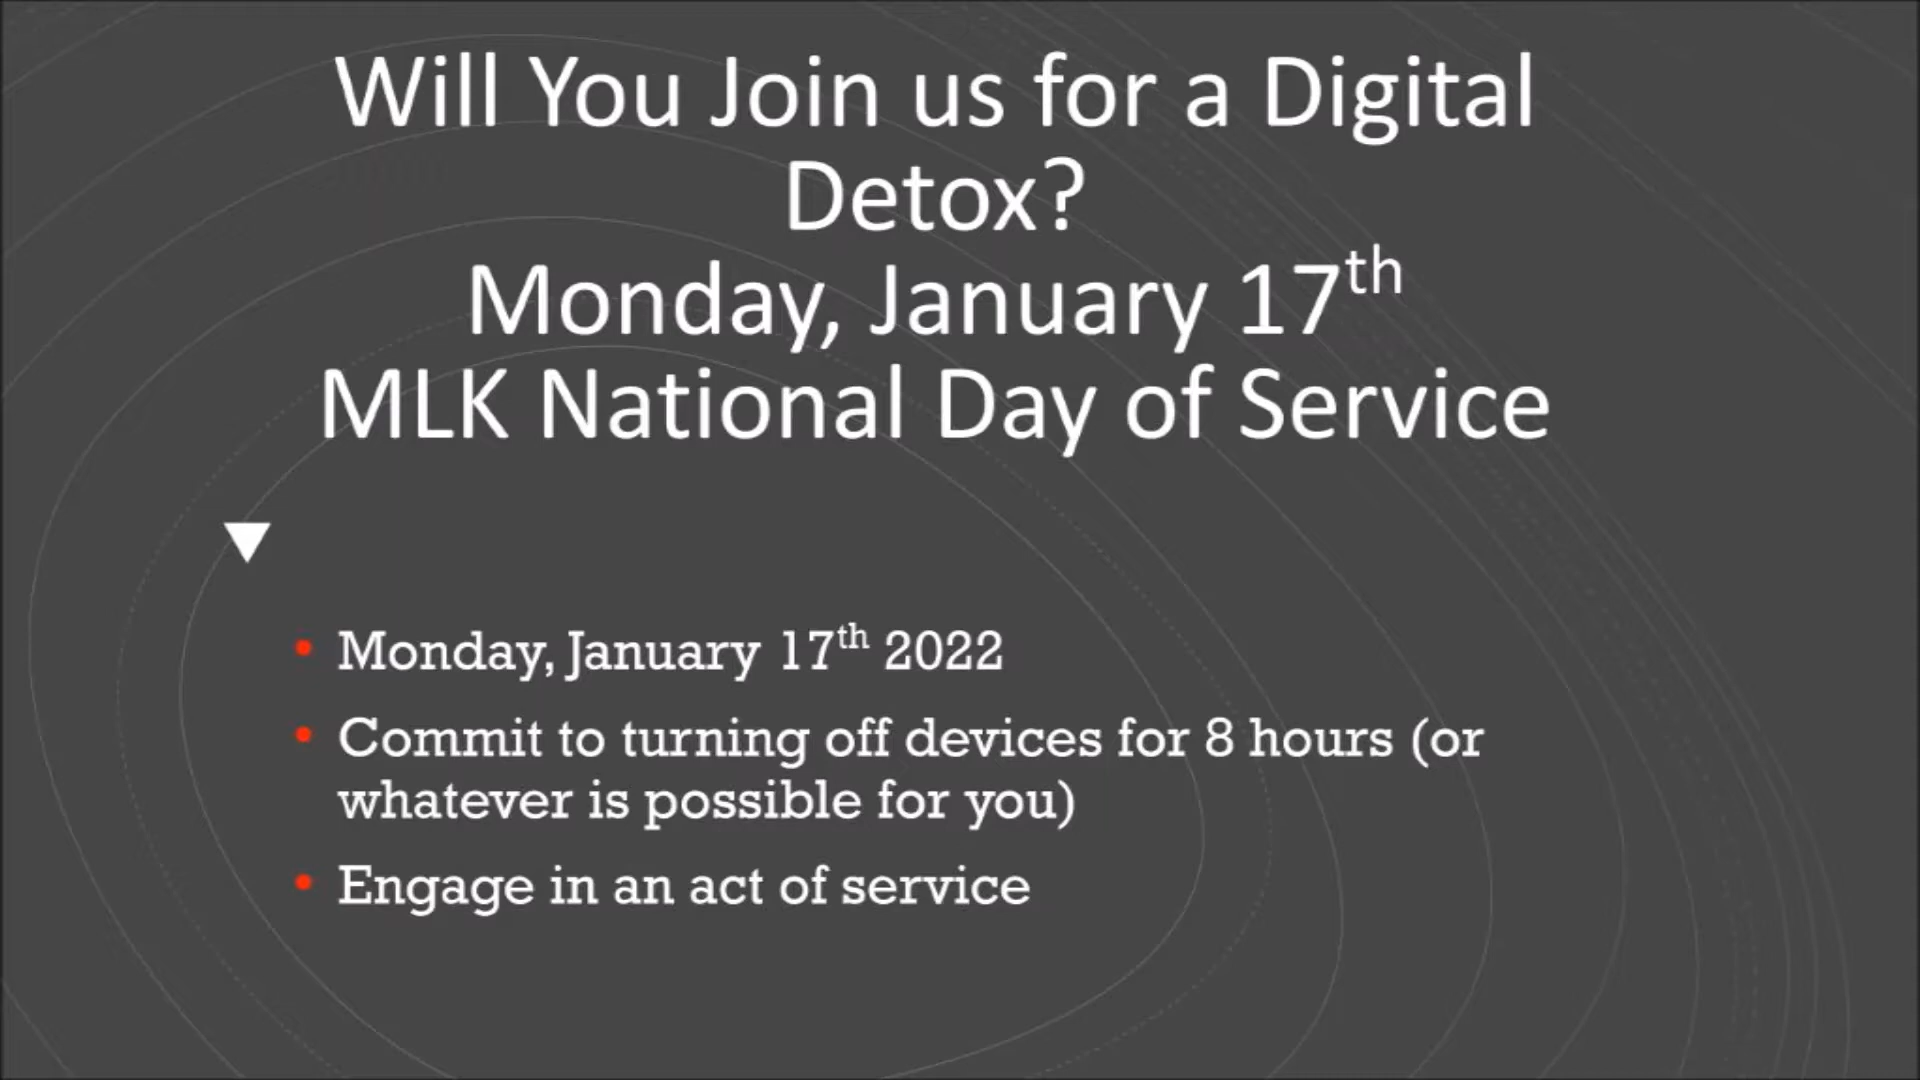 Will You Join us for a Digital
Detox?
Monday, January 17th
MLK National Day of Service
• Monday, January 17th 2022
• Commit to turning off devices for 8 hours (or
whatever is possible for you)
• Engage in an act of service